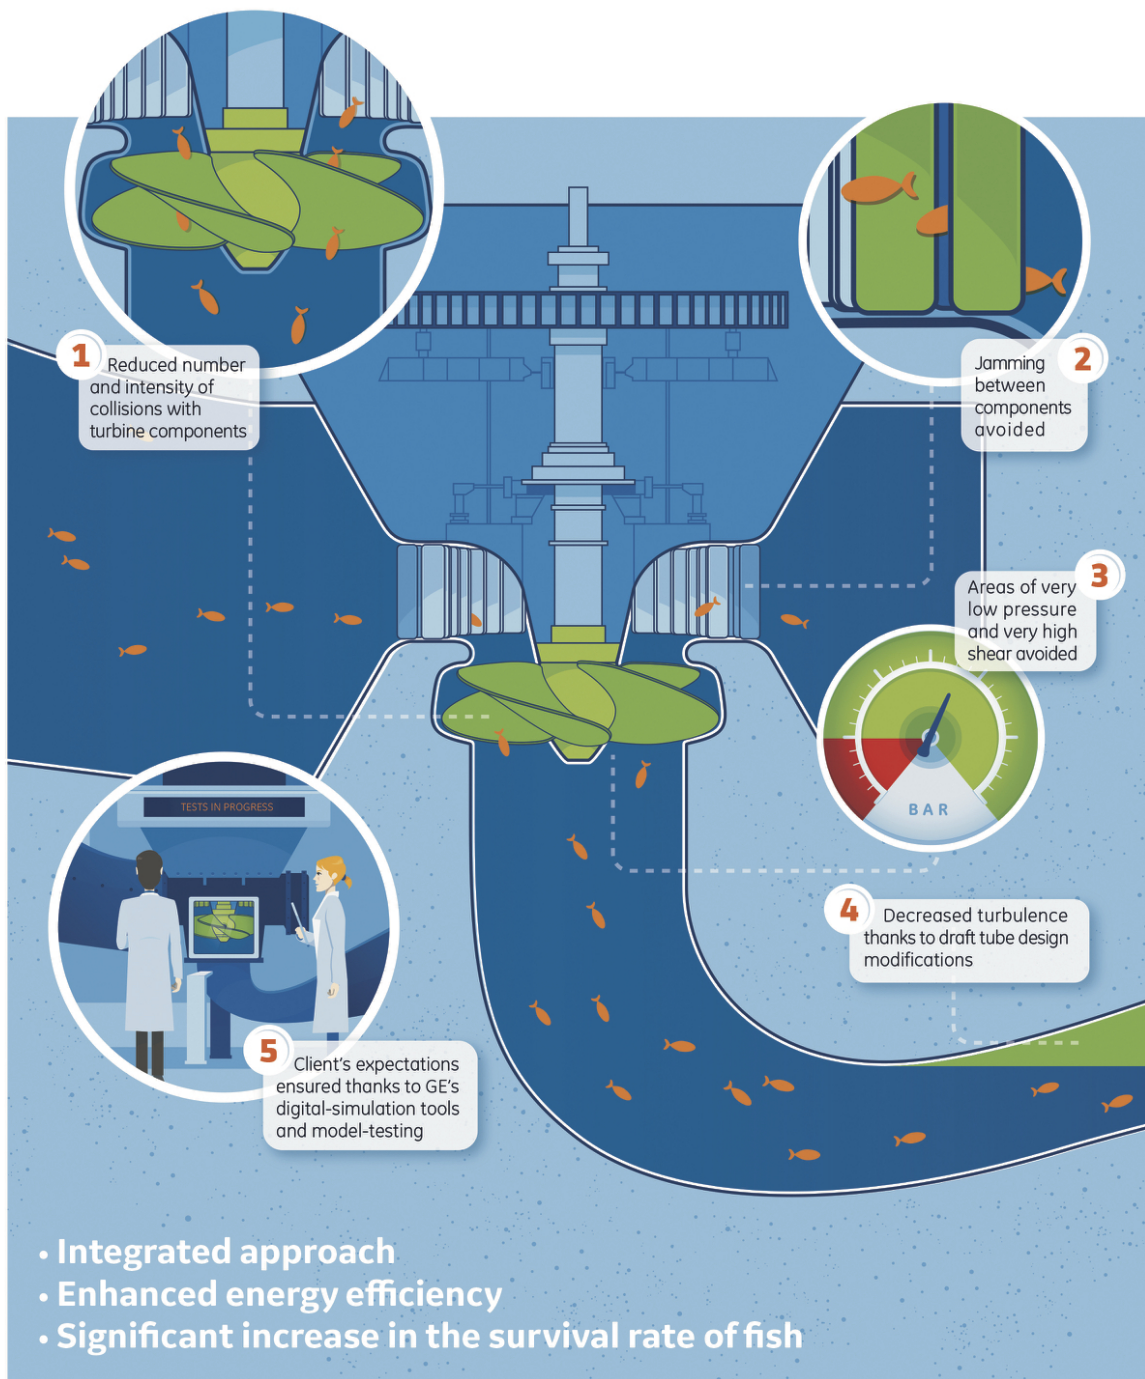 1
Reduced number
and intensity of
collisions with
turbine components
2
Jamming
between
components
avoided
3
Areas of very
low pressure
and very high
shear avoided
BAR
4
Decreased turbulence
thanks to draft tube design
modifications
TESTS IN PROGRESS
5
Client's expectations
ensured thanks to GE's
digital-simulation tools
and model-testing
• Integrated approach
• Enhanced energy efficiency
• Significant increase in the survival rate of fish